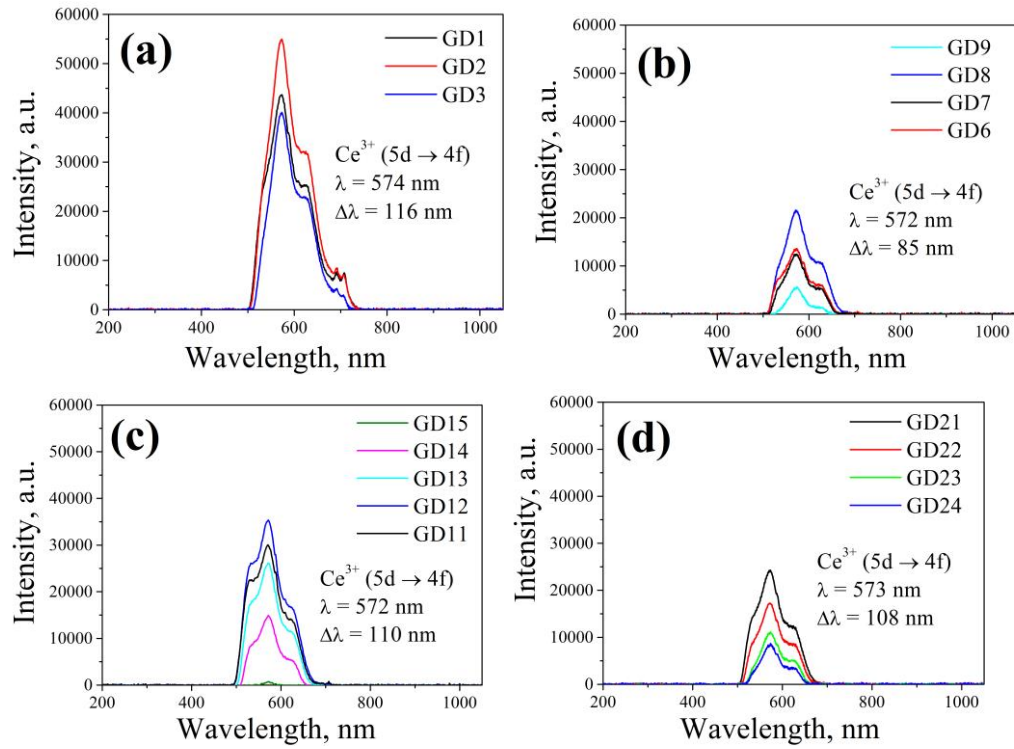 (a)
GD1
GD2
GD3
Ce³⁺ (5d → 4f)
λ = 574 nm
Δλ = 116 nm
60000
50000
40000
30000
20000
10000
0
Intensity, a.u.
200 400 600 800 1000
Wavelength, nm
(b)
GD9
GD8
GD7
GD6
Ce³⁺ (5d → 4f)
λ = 572 nm
Δλ = 85 nm
60000
50000
40000
30000
20000
10000
0
Intensity, a.u.
200 400 600 800 1000
Wavelength, nm
(c)
GD15
GD14
GD13
GD12
GD11
Ce³⁺ (5d → 4f)
λ = 572 nm
Δλ = 110 nm
60000
50000
40000
30000
20000
10000
0
Intensity, a.u.
200 400 600 800 1000
Wavelength, nm
(d)
GD21
GD22
GD23
GD24
Ce³⁺ (5d → 4f)
λ = 573 nm
Δλ = 108 nm
60000
50000
40000
30000
20000
10000
0
Intensity, a.u.
200 400 600 800 1000
Wavelength, nm